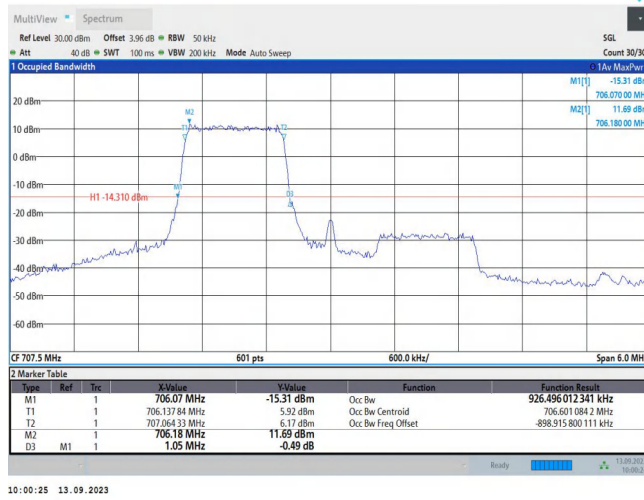 MultiView Spectrum
Ref Level 30.00 dBm Offset 3.96 dB RBW 50 kHz SGL
Att 40 dB SWT 100 ms VBW 200 kHz Mode Auto Sweep Count 30/30
1 Occupied Bandwidth 1Av MaxPwr
M1[1] -15.31 dBm
706.070 00 MH
M2[1] 11.69 dBm
706.180 00 MH
20 dBm
M2
10 dBm T1 T2
0 dBm
-10 dBm
M1 D3
H1 -14.310 dBm
-20 dBm
-30 dBm
-40 dBm
-50 dBm
-60 dBm
CF 707.5 MHz 601 pts 600.0 kHz/ Span 6.0 MH
2 Marker Table
Type Ref Trc X-Value Y-Value Function Function Result
M1 1 706.07 MHz -15.31 dBm Occ Bw 926.496 012 341 kHz
T1 1 706.137 84 MHz 5.92 dBm Occ Bw Centroid 706.601 084 2 MHz
T2 1 707.064 33 MHz 6.17 dBm Occ Bw Freq Offset -898.915 800 111 kHz
M2 1 706.18 MHz 11.69 dBm
D3 M1 1 1.05 MHz -0.49 dB
Ready 13.09.202
10:00:2
10:00:25 13.09.2023